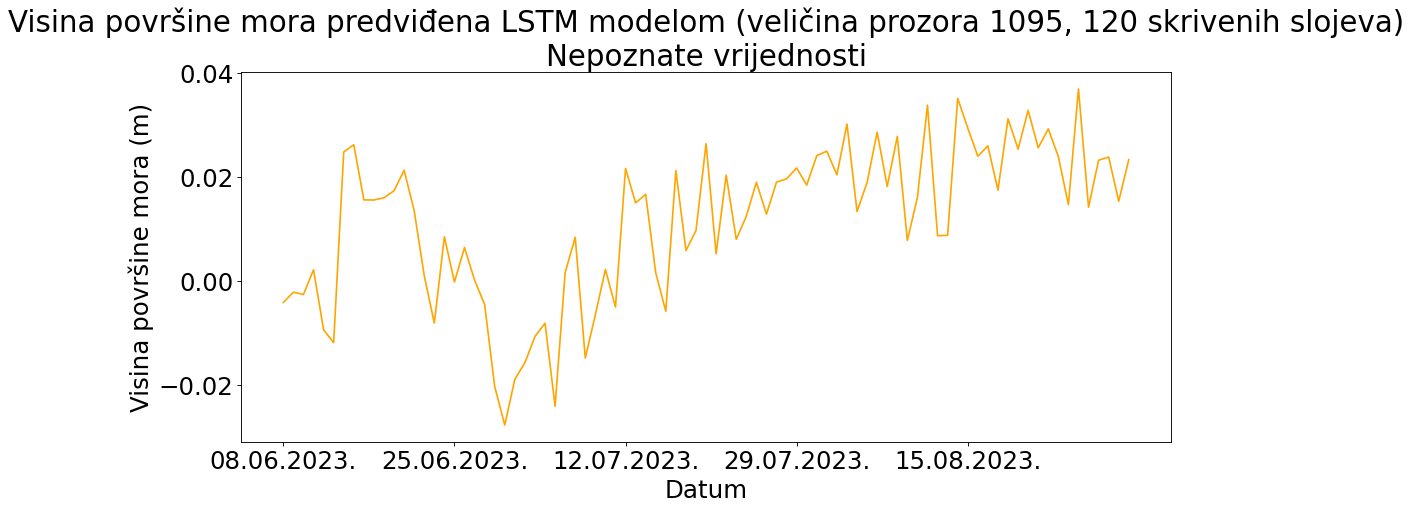 Visina površine mora predviđena LSTM modelom (veličina prozora 1095, 120 skrivenih slojeva)
Nepoznate vrijednosti
Visina površine mora (m)
0.04
0.02
0.00
−0.02
08.06.2023. 25.06.2023. 12.07.2023. 29.07.2023. 15.08.2023.
Datum